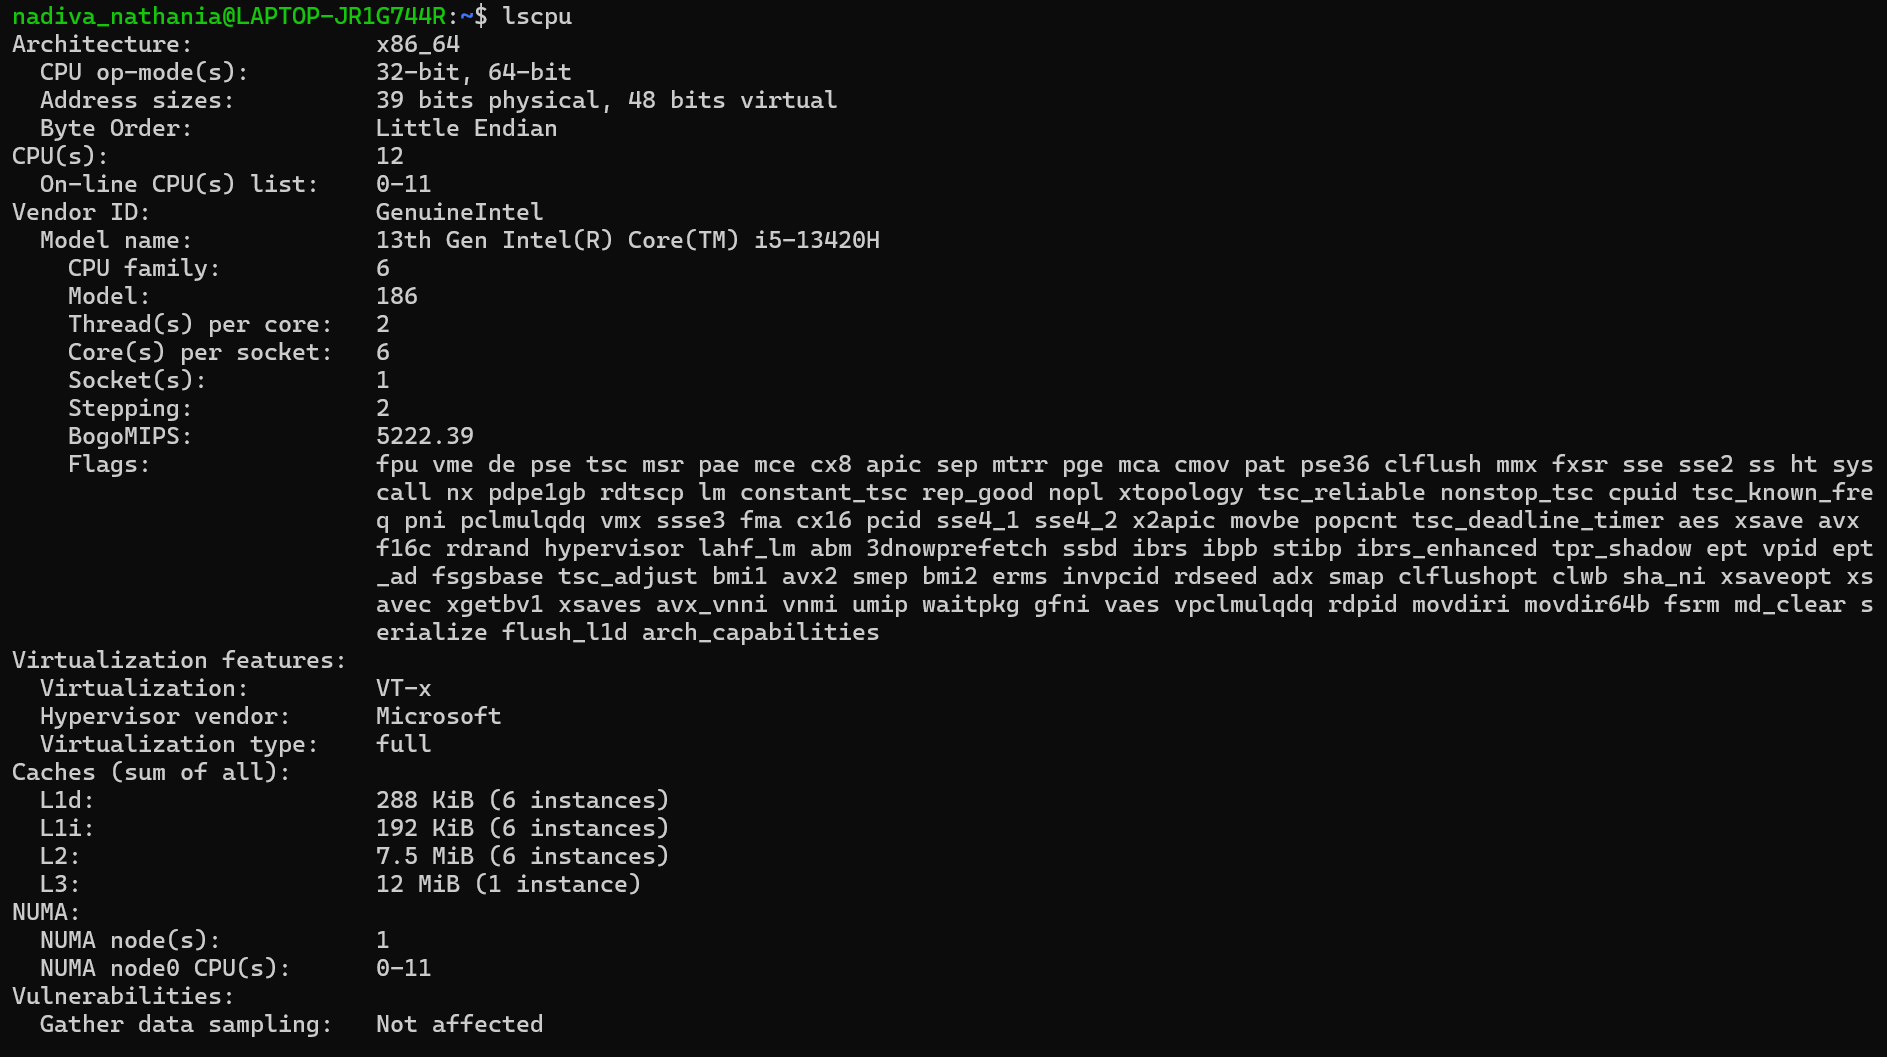 nadiva_nathania@LAPTOP-JR1G744R:~$ lscpu
Architecture:             x86_64
  CPU op-mode(s):         32-bit, 64-bit
  Address sizes:          39 bits physical, 48 bits virtual
  Byte Order:             Little Endian
CPU(s):                   12
  On-line CPU(s) list:    0-11
Vendor ID:                GenuineIntel
  Model name:             13th Gen Intel(R) Core(TM) i5-13420H
    CPU family:           6
    Model:                186
    Thread(s) per core:   2
    Core(s) per socket:   6
    Socket(s):            1
    Stepping:             2
    BogoMIPS:             5222.39
    Flags:                fpu vme de pse tsc msr pae mce cx8 apic sep mtrr pge mca cmov pat pse36 clflush mmx fxsr sse sse2 ss ht sys
                          call nx pdpe1gb rdtscp lm constant_tsc rep_good nopl xtopology tsc_reliable nonstop_tsc cpuid tsc_known_fre
                          q pni pclmulqdq vmx ssse3 fma cx16 pcid sse4_1 sse4_2 x2apic movbe popcnt tsc_deadline_timer aes xsave avx
                          f16c rdrand hypervisor lahf_lm abm 3dnowprefetch ssbd ibrs ibpb stibp ibrs_enhanced tpr_shadow ept vpid ept
                          _ad fsgsbase tsc_adjust bmi1 avx2 smep bmi2 erms invpcid rdseed adx smap clflushopt clwb sha_ni xsaveopt xs
                          avec xgetbv1 xsaves avx_vnni vnmi umip waitpkg gfni vaes vpclmulqdq rdpid movdiri movdir64b fsrm md_clear s
                          erialize flush_l1d arch_capabilities
Virtualization features:
  Virtualization:         VT-x
  Hypervisor vendor:      Microsoft
  Virtualization type:    full
Caches (sum of all):
  L1d:                    288 KiB (6 instances)
  L1i:                    192 KiB (6 instances)
  L2:                     7.5 MiB (6 instances)
  L3:                     12 MiB (1 instance)
NUMA:
  NUMA node(s):           1
  NUMA node0 CPU(s):      0-11
Vulnerabilities:
  Gather data sampling:   Not affected